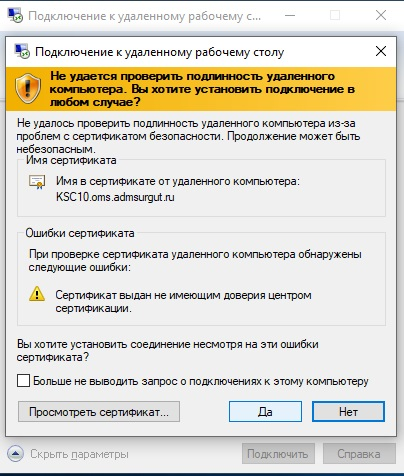 Подключение к удаленному рабочему с...
Подключение к удаленному рабочему столу
Не удается проверить подлинность удаленного
компьютера. Вы хотите установить подключение в
любом случае?
Не удалось проверить подлинность удаленного компьютера из-за
проблем с сертификатом безопасности. Продолжение может быть
небезопасным.
Имя сертификата
Имя в сертификате от удаленного компьютера:
KSC10.oms.admsurgut.ru
Ошибки сертификата
При проверке сертификата удаленного компьютера обнаружены
следующие ошибки:
Сертификат выдан не имеющим доверия центром
сертификации.
Вы хотите установить соединение несмотря на эти ошибки
сертификата?
Больше не выводить запрос о подключениях к этому компьютеру
Просмотреть сертификат... Да Нет
Скрыть параметры Подключить Справка